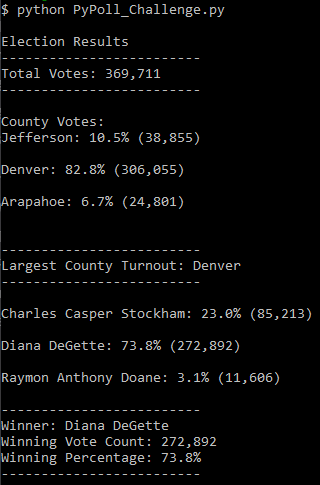 $ python PyPoll_Challenge.py
Election Results
-------------------------
Total Votes: 369,711
-------------------------
County Votes:
Jefferson: 10.5% (38,855)
Denver: 82.8% (306,055)
Arapahoe: 6.7% (24,801)
-------------------------
Largest County Turnout: Denver
-------------------------
Charles Casper Stockham: 23.0% (85,213)
Diana DeGette: 73.8% (272,892)
Raymon Anthony Doane: 3.1% (11,606)
-------------------------
Winner: Diana DeGette
Winning Vote Count: 272,892
Winning Percentage: 73.8%
-------------------------